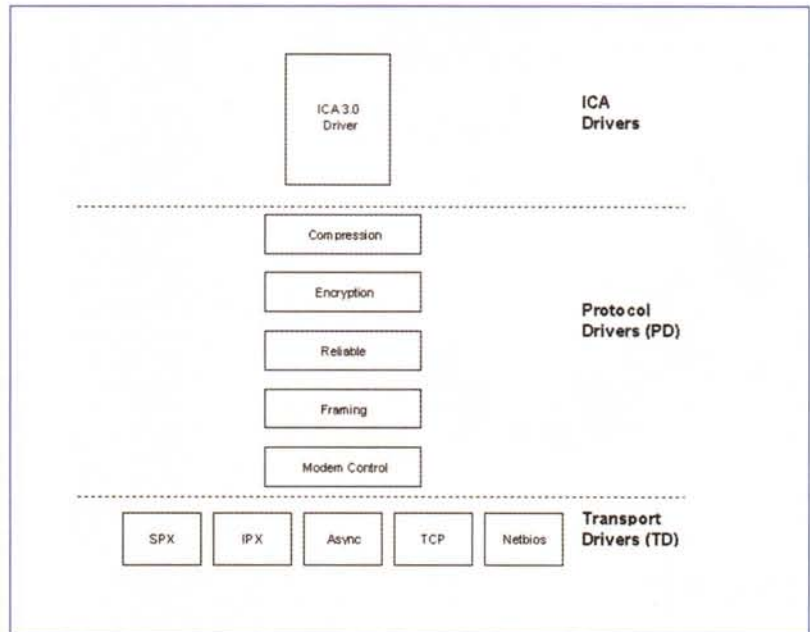 ICA 3.0
Driver
ICA
Drivers
Compression
Encryption
Reliable
Framing
Modem Control
Protocol
Drivers (PD)
SPX
IPX
Async
TCP
Netbios
Transport
Drivers (TD)